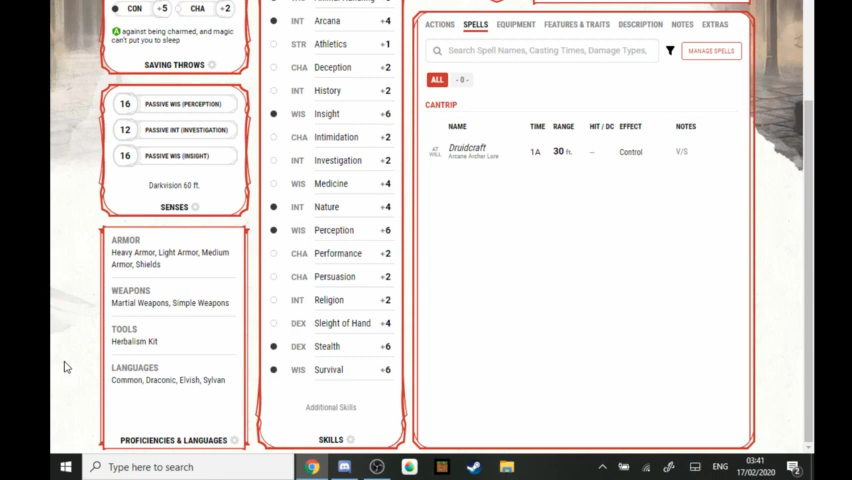 CON +5 CHA +2
A against being charmed, and magic
can't put you to sleep
SAVING THROWS
16 PASSIVE WIS (PERCEPTION)
12 PASSIVE INT (INVESTIGATION)
16 PASSIVE WIS (INSIGHT)
Darkvision 60 ft.
SENSES
ARMOR
Heavy Armor, Light Armor, Medium
Armor, Shields
WEAPONS
Martial Weapons, Simple Weapons
TOOLS
Herbalism Kit
LANGUAGES
Common, Draconic, Elvish, Sylvan
PROFICIENCIES & LANGUAGES
INT Arcana +4
STR Athletics +1
CHA Deception +2
INT History +2
WIS Insight +6
CHA Intimidation +2
INT Investigation +2
WIS Medicine +4
INT Nature +4
WIS Perception +6
CHA Performance +2
CHA Persuasion +2
INT Religion +2
DEX Sleight of Hand +4
DEX Stealth +6
WIS Survival +6
Additional Skills
SKILLS
ACTIONS SPELLS EQUIPMENT FEATURES & TRAITS DESCRIPTION NOTES EXTRAS
Search Spell Names, Casting Times, Damage Types, MANAGE SPELLS
ALL - 0 -
CANTRIP
NAME TIME RANGE HIT / DC EFFECT NOTES
AT WILL Druidcraft 1A 30 ft. -- Control V/S
Arcane Archer Lore
Type here to search
ENG
03:41
17/02/2020
2